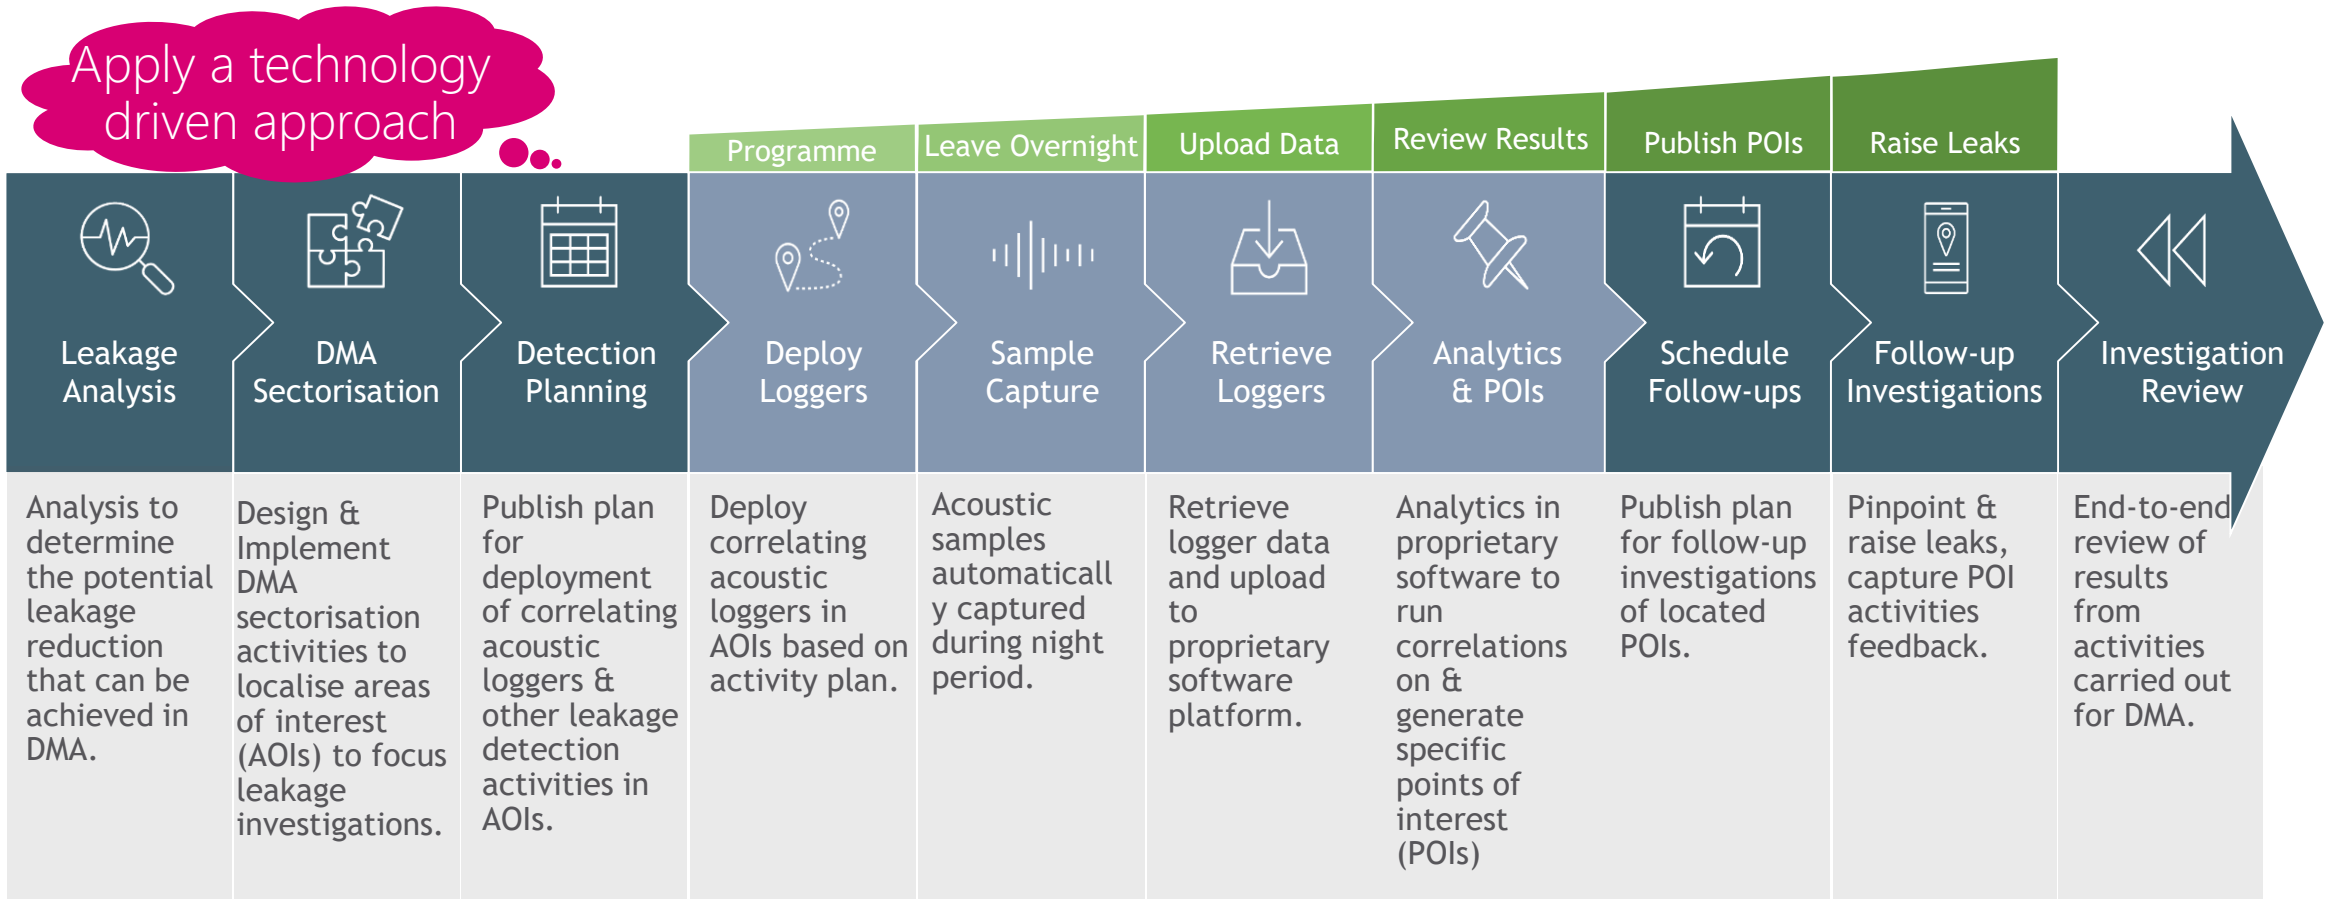 Apply a technology
driven approach
Programme
Leave Overnight
Upload Data
Review Results
Publish POIs
Raise Leaks
Leakage
Analysis
DMA
Sectorisation
Detection
Planning
Deploy
Loggers
Sample
Capture
Retrieve
Loggers
Analytics
& POIs
Schedule
Follow-ups
Follow-up
Investigations
Investigation
Review
Analysis to
determine
the potential
leakage
reduction
that can be
achieved in
DMA.
Design &
Implement
DMA
sectorisation
activities to
localise areas
of interest
(AOIs) to focus
leakage
investigations.
Publish plan
for
deployment
of correlating
acoustic
loggers &
other leakage
detection
activities in
AOIs.
Deploy
correlating
acoustic
loggers in
AOIs based on
activity plan.
Acoustic
samples
automaticall
y captured
during night
period.
Retrieve
logger data
and upload
to
proprietary
software
platform.
Analytics in
proprietary
software to
run
correlations
on &
generate
specific
points of
interest
(POIs)
Publish plan
for follow-up
investigations
of located
POIs.
Pinpoint &
raise leaks,
capture POI
activities
feedback.
End-to-end
review of
results
from
activities
carried out
for DMA.